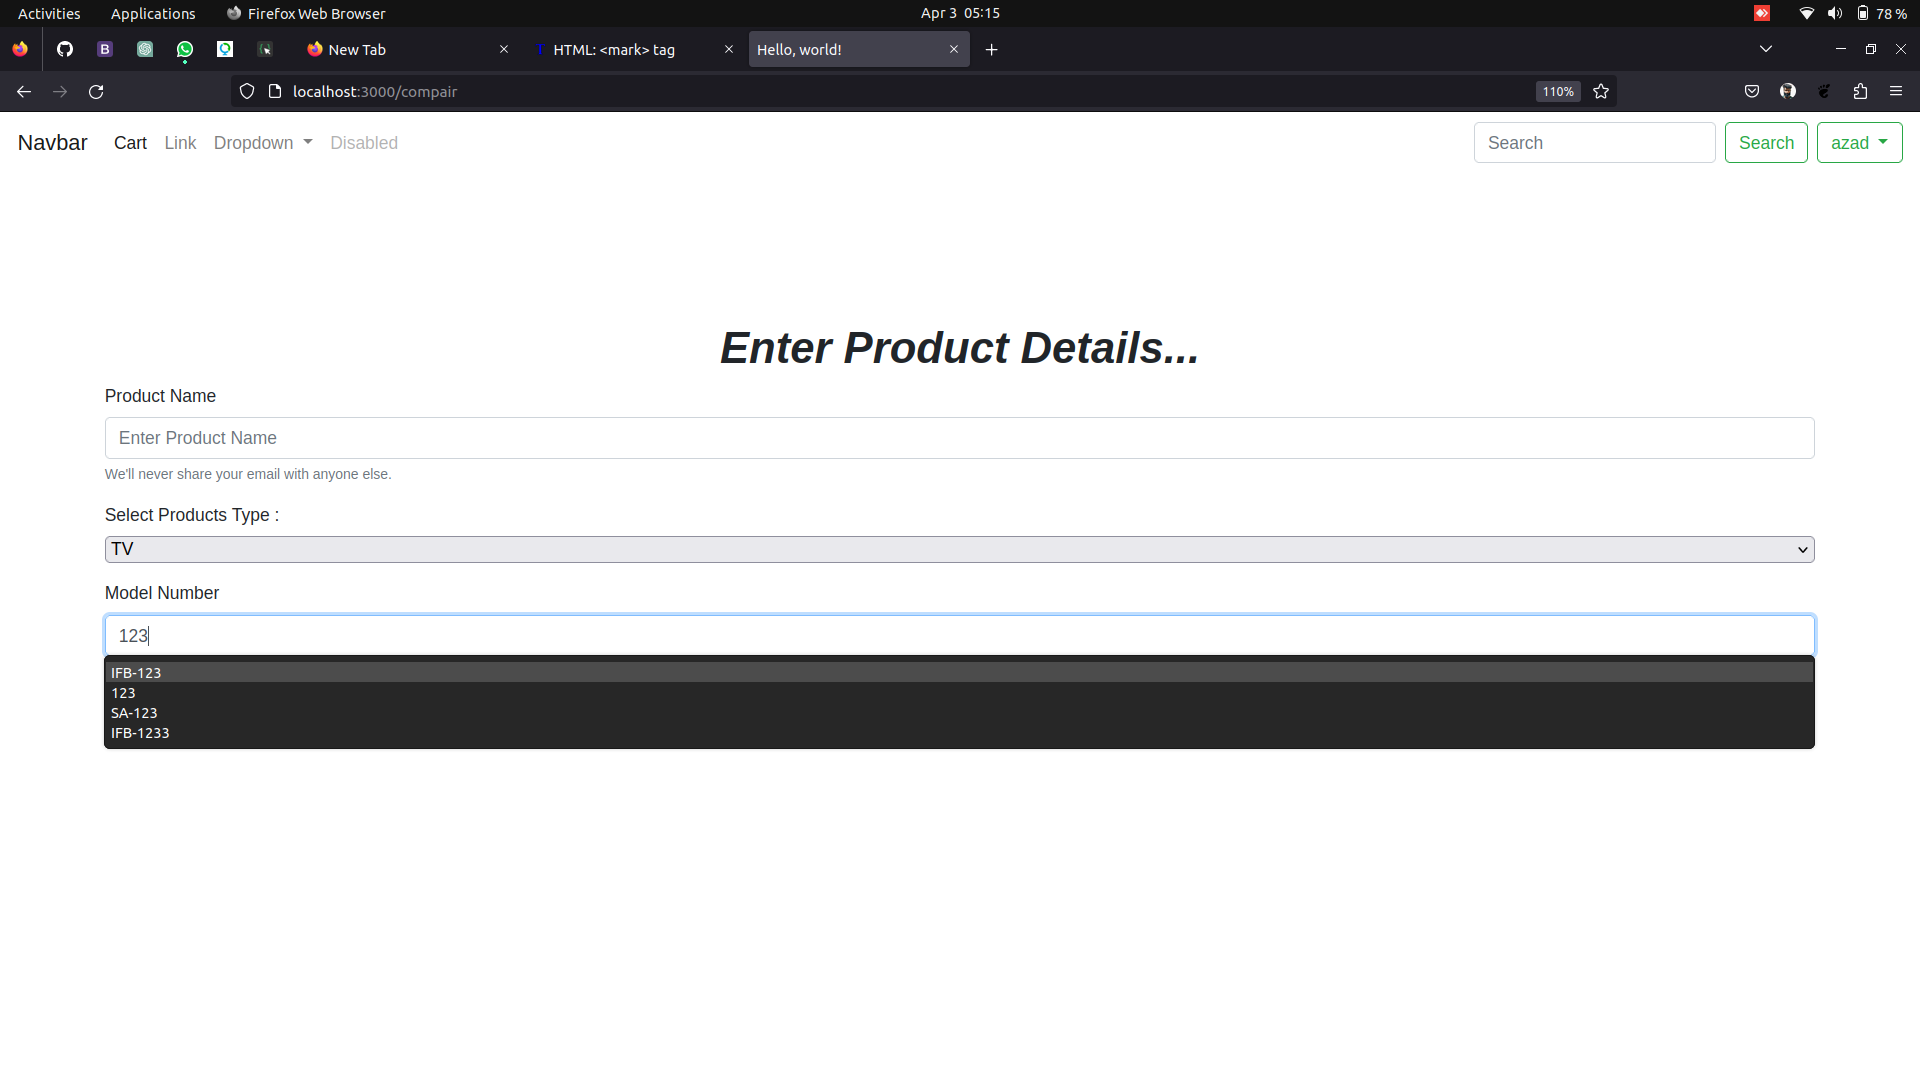 Activities Applications Firefox Web Browser Apr 3 05:15 78 %
New Tab HTML: <mark> tag Hello, world!
localhost:3000/compair 110%
Navbar Cart Link Dropdown Disabled Search Search azad
Enter Product Details...
Product Name
Enter Product Name
We'll never share your email with anyone else.
Select Products Type :
TV
Model Number
123
IFB-123
123
SA-123
IFB-1233